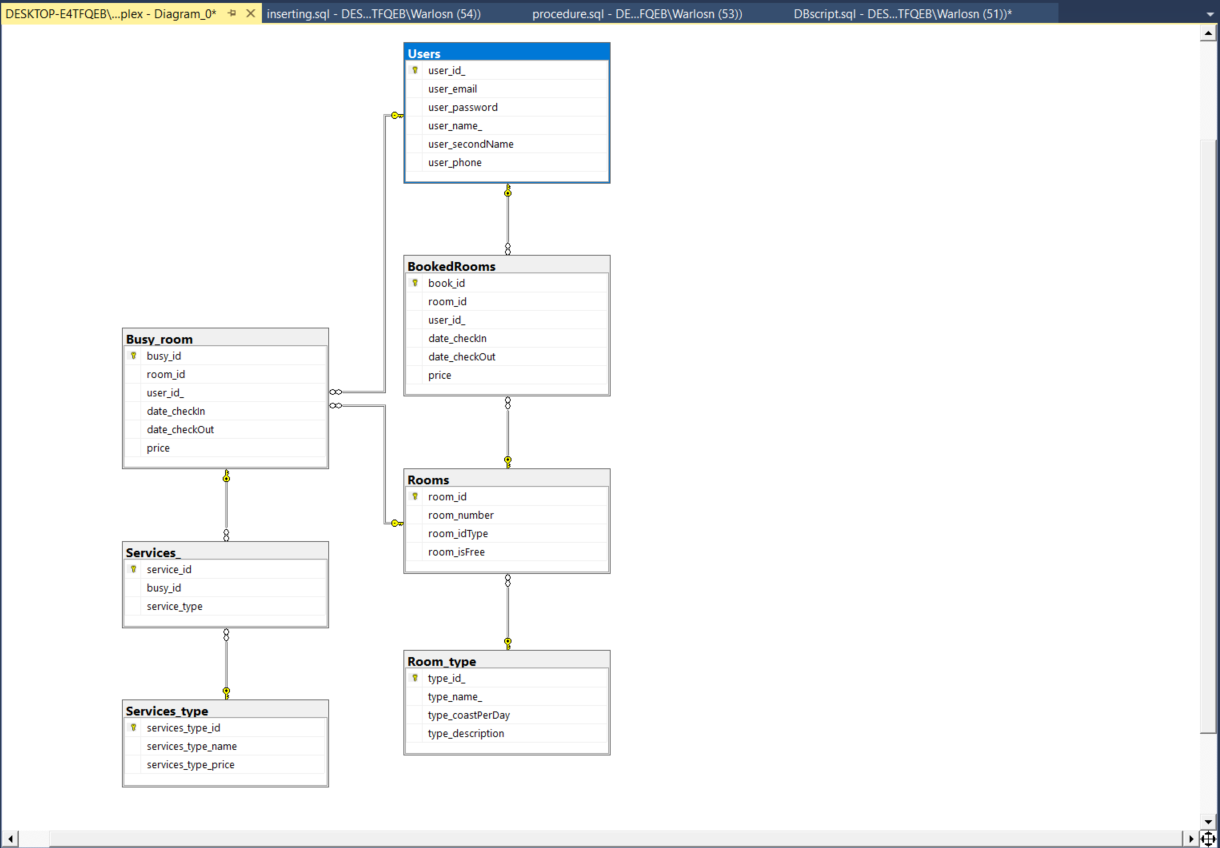 DESKTOP-E4TFQEB\...plex - Diagram_0*
inserting.sql - DES...TFQEB\Warlosn (54))
procedure.sql - DE...FQEB\Warlosn (53))
DBscript.sql - DES...TFQEB\Warlosn (51))*
Users
user_id_
user_email
user_password
user_name_
user_secondName
user_phone
BookedRooms
book_id
room_id
user_id_
date_checkIn
date_checkOut
price
Busy_room
busy_id
room_id
user_id_
date_checkIn
date_checkOut
price
Rooms
room_id
room_number
room_idType
room_isFree
Services_
service_id
busy_id
service_type
Room_type
type_id_
type_name_
type_coastPerDay
type_description
Services_type
services_type_id
services_type_name
services_type_price